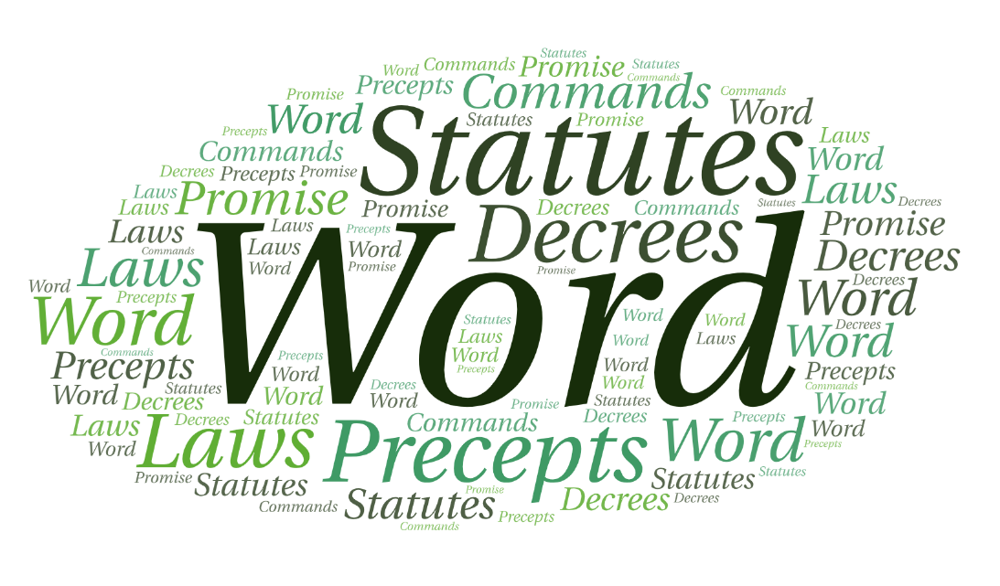 Statutes
Word Commands Promise Statutes
Precepts Commands Commands Commands
Promise Word Statutes Statutes Promise Word
Precepts Laws
Commands Word
Decrees Precepts Promise
Laws Promise Laws Decrees
Laws Promise Decrees Commands Statutes
Laws Laws Precepts Decrees Promise
Commands Laws Word Decrees
Laws Word Promise Promise
Word Word Decrees
Precepts Word
Word Statutes Word Word Decrees
Laws Word Laws Word
Commands Precepts Word
Precepts Word Precepts Word Precepts
Word Statutes Decrees Word Commands
Decrees Word Word Statutes Word
Laws Decrees Statutes Commands Promise Decrees Precepts Word
Word Laws Precepts Word Precepts
Promise Statutes Statutes Statutes
Commands Statutes Promise Decrees Decrees
Commands Precepts